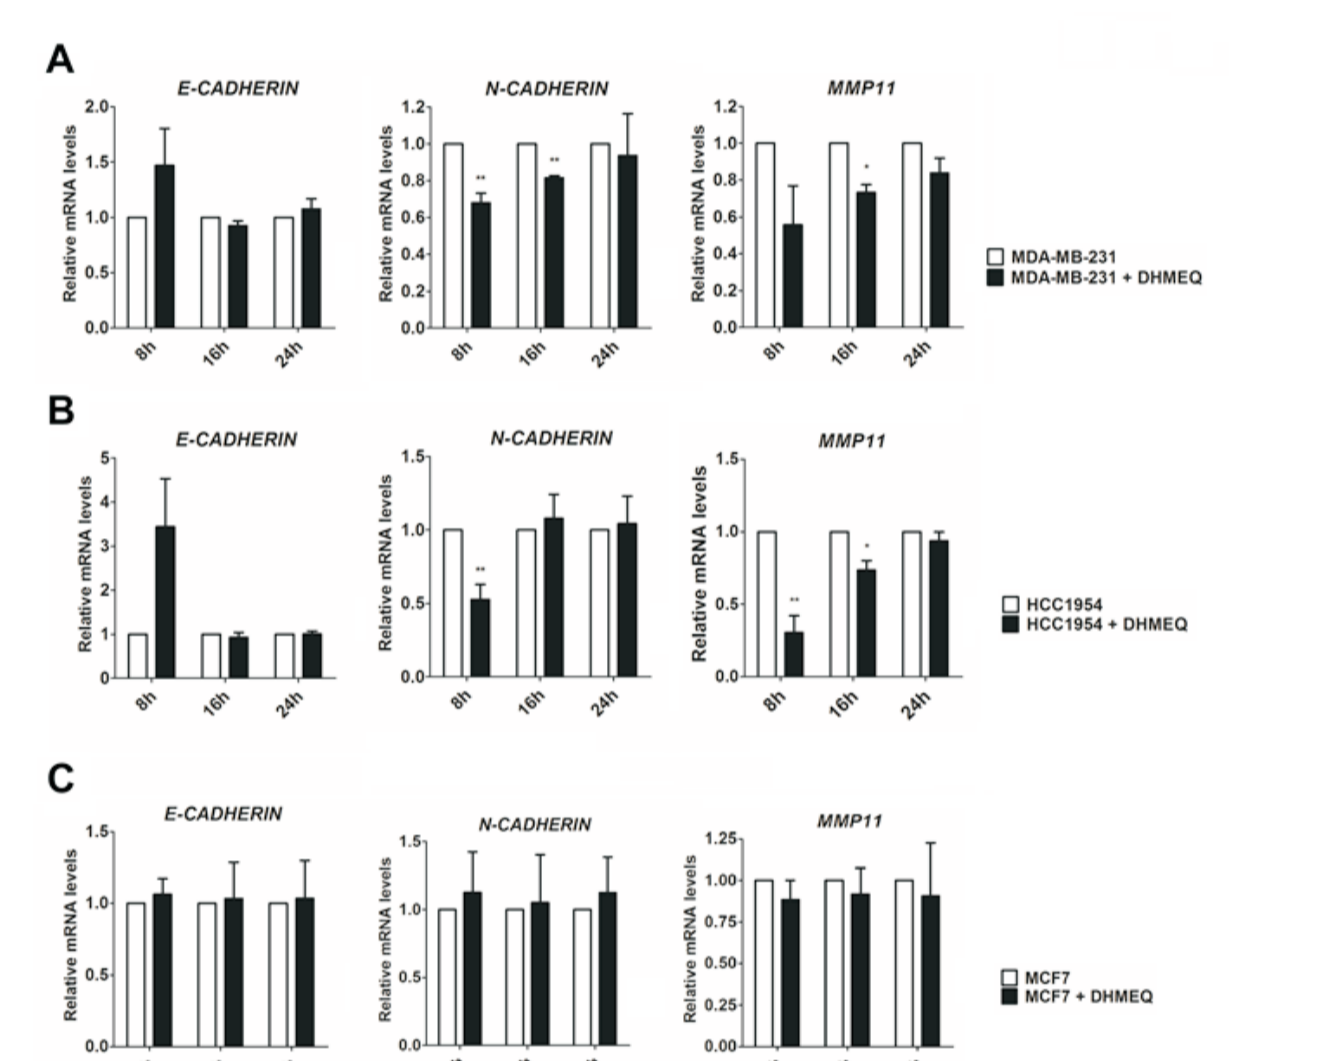 A
E-CADHERIN
Relative mRNA levels
2.0
1.5
1.0
0.5
0.0
8h
16h
24h
N-CADHERIN
Relative mRNA levels
1.2
1.0
0.8
0.6
0.4
0.2
0.0
**
**
8h
16h
24h
MMP11
Relative mRNA levels
1.2
1.0
0.8
0.6
0.4
0.2
0.0
*
8h
16h
24h
MDA-MB-231
MDA-MB-231 + DHMEQ
B
E-CADHERIN
Relative mRNA levels
5
4
3
2
1
0
8h
16h
24h
N-CADHERIN
Relative mRNA levels
1.5
1.0
0.5
0.0
**
8h
16h
24h
MMP11
Relative mRNA levels
1.5
1.0
0.5
0.0
**
*
8h
16h
24h
HCC1954
HCC1954 + DHMEQ
C
E-CADHERIN
Relative mRNA levels
1.5
1.0
0.5
0.0
N-CADHERIN
Relative mRNA levels
1.5
1.0
0.5
0.0
MMP11
Relative mRNA levels
1.25
1.00
0.75
0.50
0.25
0.00
MCF7
MCF7 + DHMEQ